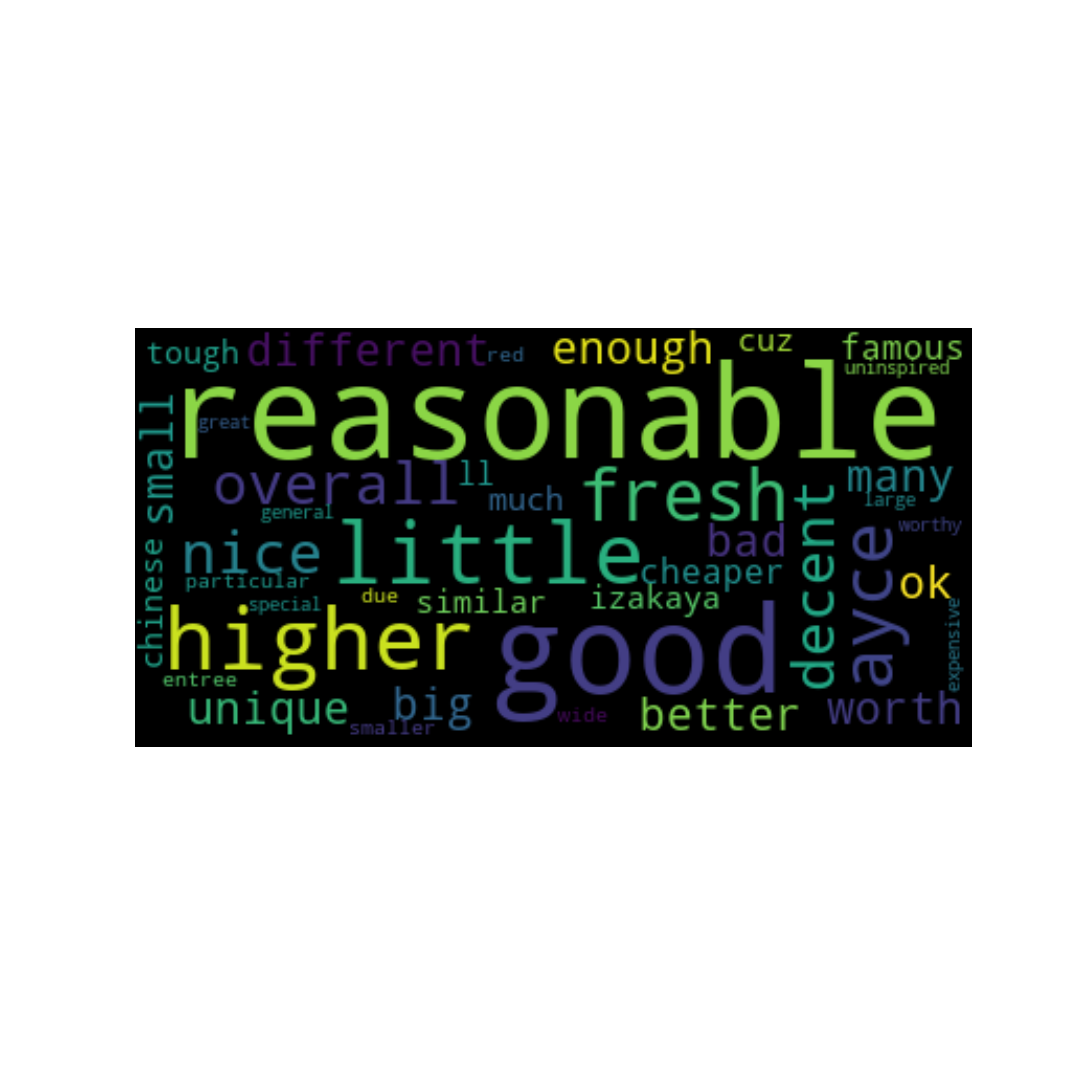 tough different red enough cuz famous
uninspired
reasonable
great
small
overall ll fresh many
much large
general
little
nice bad worthy
cheaper
particular
decent
ayce
ok
chinese
special due similar izakaya
expensive
higher good
entree
unique big better worth
smaller wide